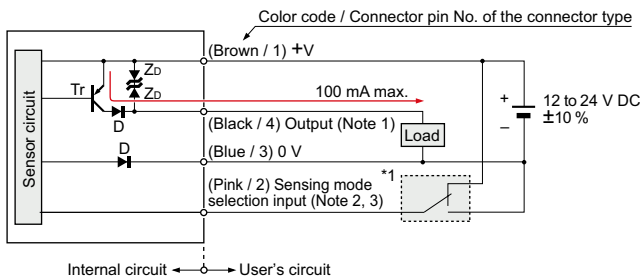 Color code / Connector pin No. of the connector type
(Brown / 1) +V
Tr
ZD
ZD
100 mA max.
D
(Black / 4) Output (Note 1)
Load
+
–
12 to 24 V DC
±10 %
Sensor circuit
D
(Blue / 3) 0 V
(Pink / 2) Sensing mode
selection input (Note 2, 3)
*1
Internal circuit
User's circuit